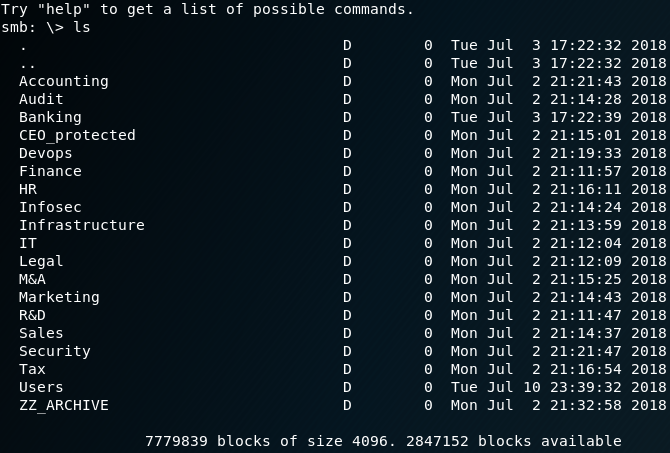 Try "help" to get a list of possible commands.
smb: \> ls
  .                                   D        0  Tue Jul  3 17:22:32 2018
  ..                                  D        0  Tue Jul  3 17:22:32 2018
  Accounting                          D        0  Mon Jul  2 21:21:43 2018
  Audit                               D        0  Mon Jul  2 21:14:28 2018
  Banking                             D        0  Tue Jul  3 17:22:39 2018
  CEO_protected                       D        0  Mon Jul  2 21:15:01 2018
  Devops                              D        0  Mon Jul  2 21:19:33 2018
  Finance                             D        0  Mon Jul  2 21:11:57 2018
  HR                                  D        0  Mon Jul  2 21:16:11 2018
  Infosec                             D        0  Mon Jul  2 21:14:24 2018
  Infrastructure                      D        0  Mon Jul  2 21:13:59 2018
  IT                                  D        0  Mon Jul  2 21:12:04 2018
  Legal                               D        0  Mon Jul  2 21:12:09 2018
  M&A                                 D        0  Mon Jul  2 21:15:25 2018
  Marketing                           D        0  Mon Jul  2 21:14:43 2018
  R&D                                 D        0  Mon Jul  2 21:11:47 2018
  Sales                               D        0  Mon Jul  2 21:14:37 2018
  Security                            D        0  Mon Jul  2 21:21:47 2018
  Tax                                 D        0  Mon Jul  2 21:16:54 2018
  Users                               D        0  Tue Jul 10 23:39:32 2018
  ZZ_ARCHIVE                          D        0  Mon Jul  2 21:32:58 2018
                7779839 blocks of size 4096. 2847152 blocks available